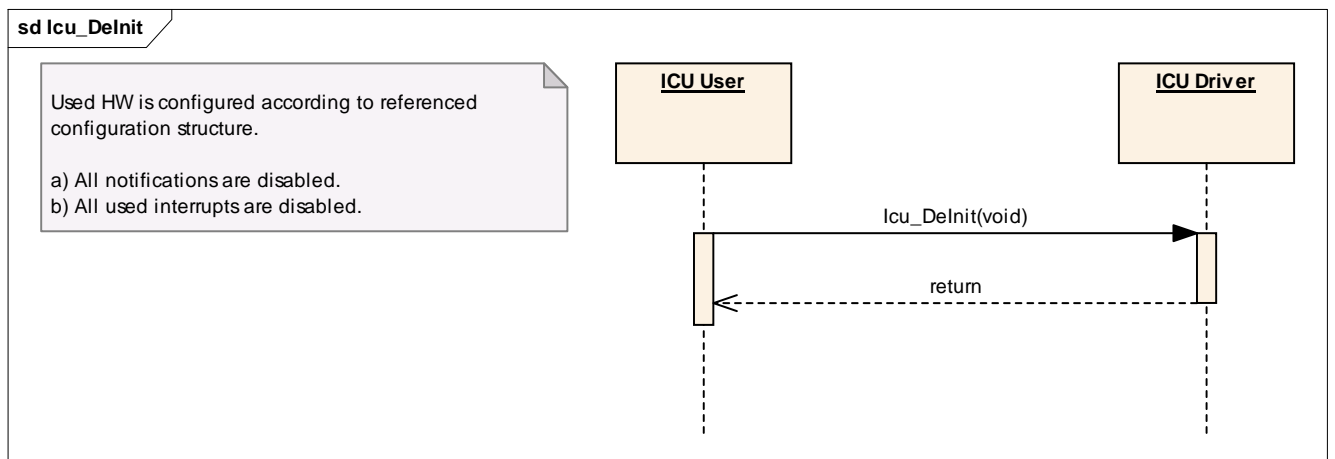 sd Icu_DeInit
Used HW is configured according to referenced
configuration structure.
a) All notifications are disabled.
b) All used interrupts are disabled.
ICU User
ICU Driver
Icu_DeInit(void)
return